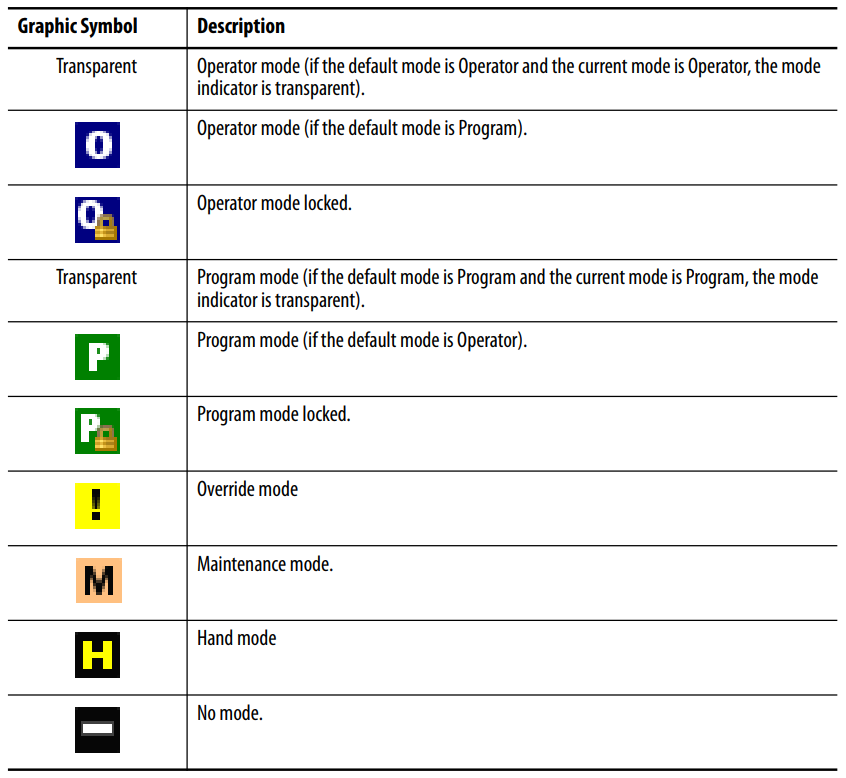 Graphic Symbol Description
Transparent Operator mode (if the default mode is Operator and the current mode is Operator, the mode
indicator is transparent).
O Operator mode (if the default mode is Program).
O Operator mode locked.
Transparent Program mode (if the default mode is Program and the current mode is Program, the mode
indicator is transparent).
P Program mode (if the default mode is Operator).
P Program mode locked.
! Override mode
M Maintenance mode.
H Hand mode
No mode.